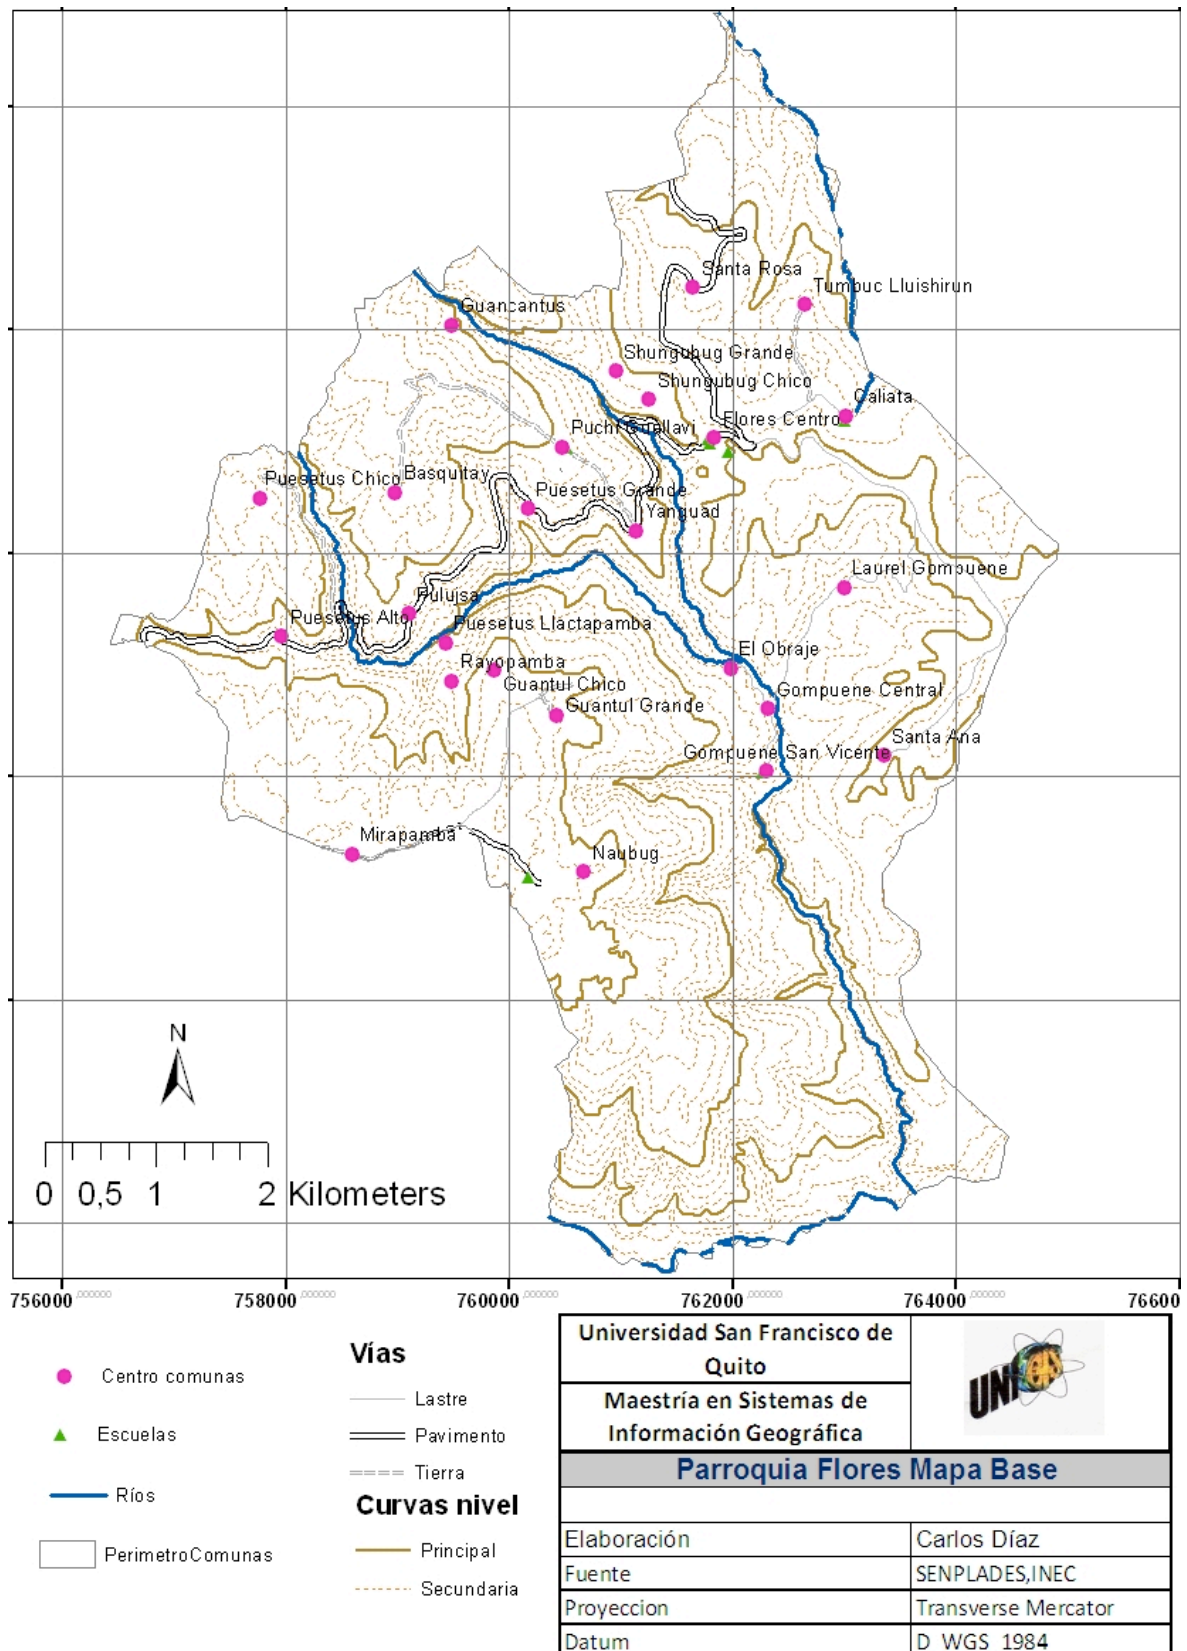 Santa Rosa
Tumbuc Lluishirun
Guancantus
Shungubug Grande
Shungubug Chico
Caliata
Flores Centro
Puchi Guallavi
Puesetus Chico
Basquitay
Puesetus Grande
Yanguad
Laurel Gompuene
Pulujsa
Puesetus Alto
Puesetus Llactapamba
El Obraje
Rayopamba
Guantul Chico
Gompuene Central
Guantul Grande
Santa Ana
Gompuene San Vicente
Mirapamba
Naubug
N
0 0,5 1 2 Kilometers
756000 758000 760000 762000 764000 76600
Centro comunas
Escuelas
Ríos
PerimetroComunas
Vías
Lastre
Pavimento
Tierra
Curvas nivel
Principal
Secundaria
Universidad San Francisco de
Quito
Maestría en Sistemas de
Información Geográfica
Parroquia Flores Mapa Base
Elaboración Carlos Díaz
Fuente SENPLADES,INEC
Proyeccion Transverse Mercator
Datum D_WGS_1984